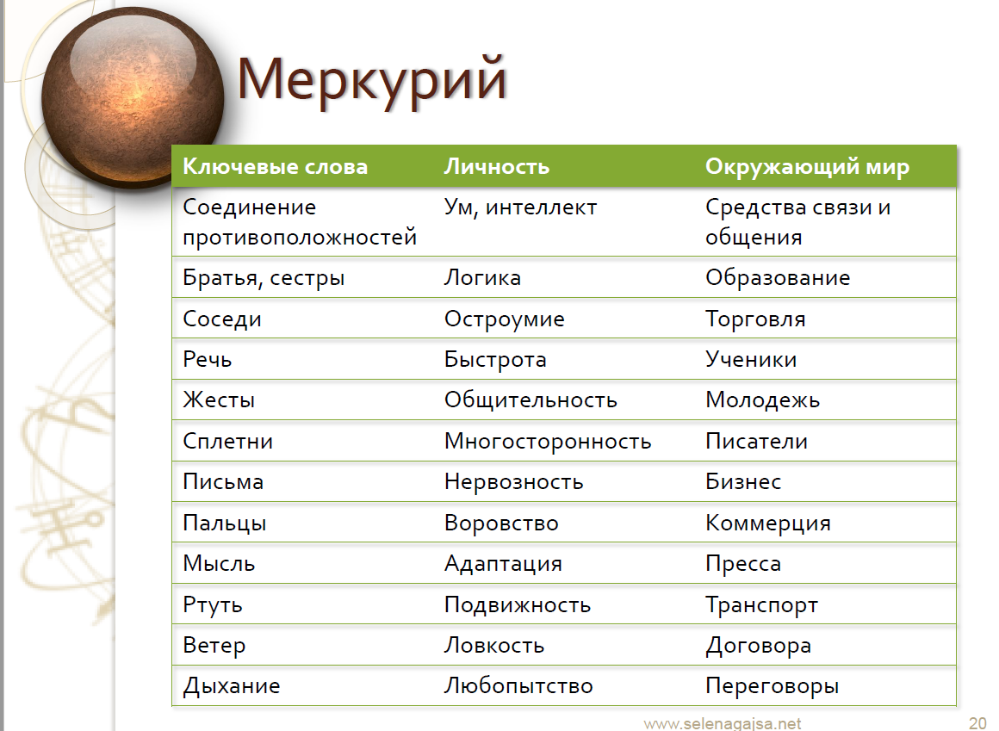 Меркурий
Ключевые слова Личность Окружающий мир
Соединение противоположностей Ум, интеллект Средства связи и общения
Братья, сестры Логика Образование
Соседи Остроумие Торговля
Речь Быстрота Ученики
Жесты Общительность Молодежь
Сплетни Многосторонность Писатели
Письма Нервозность Бизнес
Пальцы Воровство Коммерция
Мысль Адаптация Пресса
Ртуть Подвижность Транспорт
Ветер Ловкость Договора
Дыхание Любопытство Переговоры
www.selenagajsa.net 20